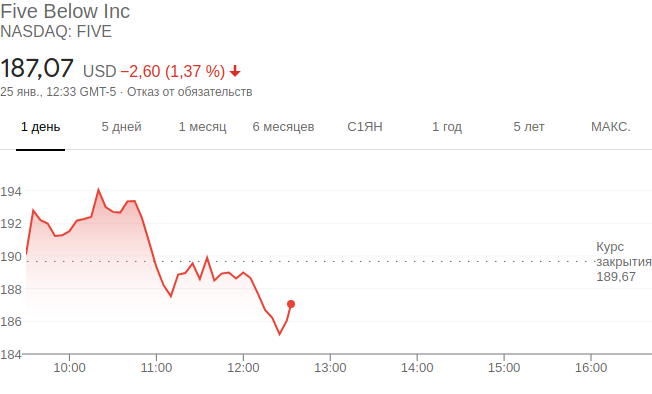 Five Below Inc
NASDAQ: FIVE
187,07 USD −2,60 (1,37 %)
25 янв., 12:33 GMT-5 · Отказ от обязательств
1 день 5 дней 1 месяц 6 месяцев С1ЯН 1 год 5 лет МАКС.
194
192
190
188
186
184
Курс
закрытия
189,67
10:00 11:00 12:00 13:00 14:00 15:00 16:00